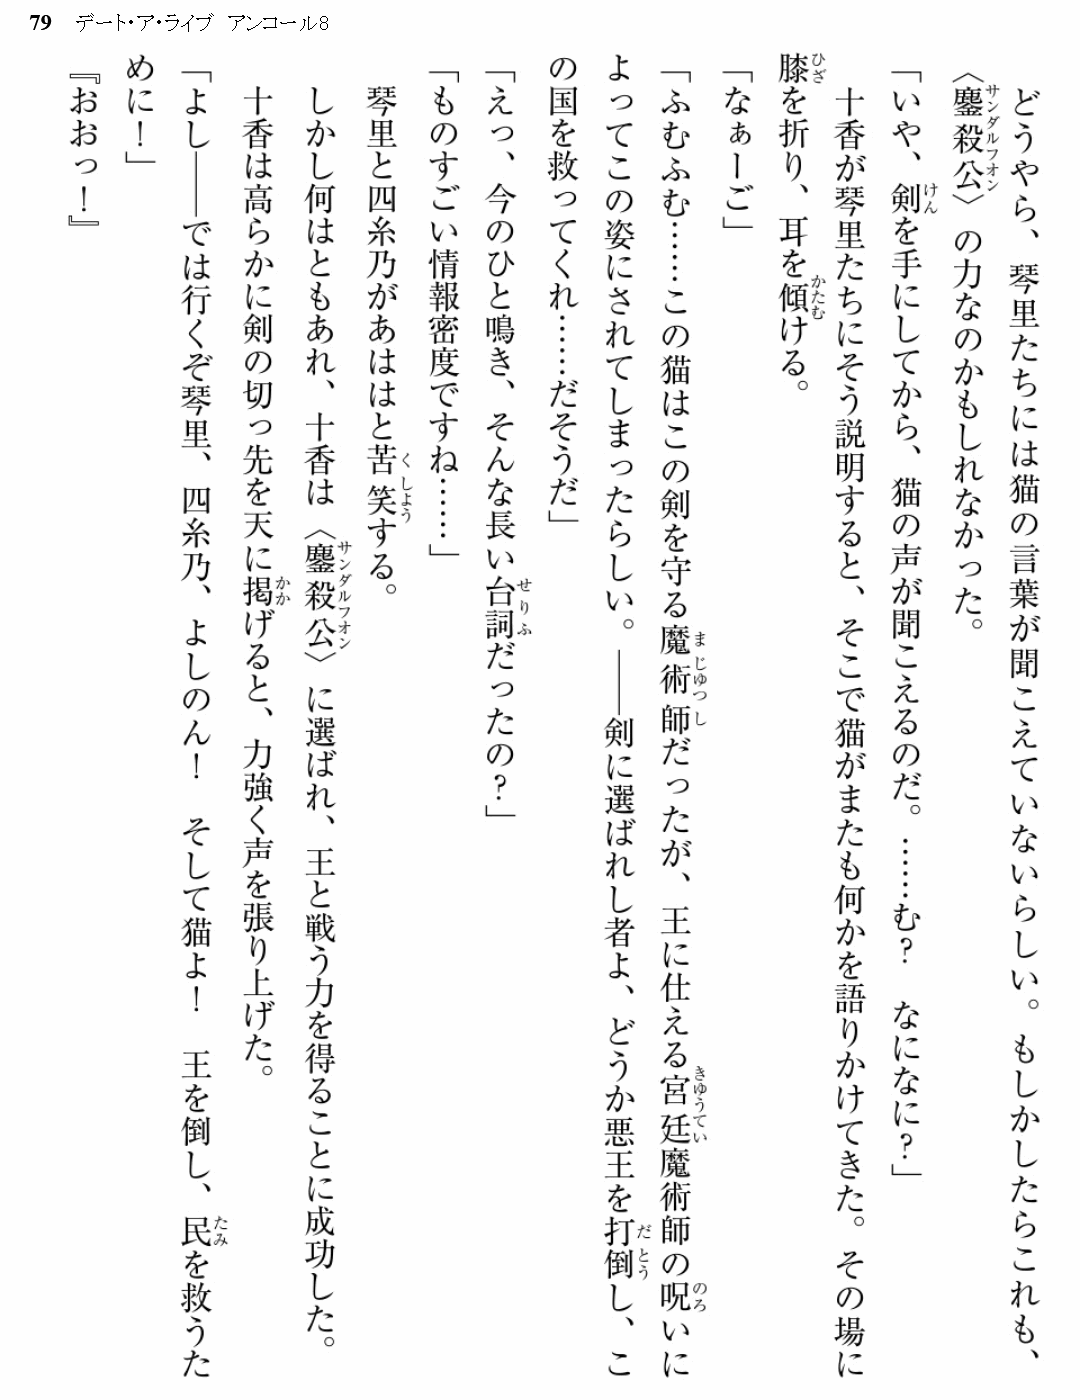 79 デート・ア・ライブ　アンコール8
　どうやら、琴里たちには猫の言葉が聞こえていないらしい。もしかしたらこれも、
〈鏖殺公〉の力なのかもしれなかった。
「いや、剣を手にしてから、猫の声が聞こえるのだ。……む？　なになに？」
　十香が琴里たちにそう説明すると、そこで猫がまたも何かを語りかけてきた。その場に
膝を折り、耳を傾ける。
「なぁーご」
「ふむふむ……この猫はこの剣を守る魔術師だったが、王に仕える宮廷魔術師の呪いに
よってこの姿にされてしまったらしい。――剣に選ばれし者よ、どうか悪王を打倒し、こ
の国を救ってくれ……だそうだ」
「えっ、今のひと鳴き、そんな長い台詞だったの？」
「ものすごい情報密度ですね……」
　琴里と四糸乃があははと苦笑する。
　しかし何はともあれ、十香は〈鏖殺公〉に選ばれ、王と戦う力を得ることに成功した。
　十香は高らかに剣の切っ先を天に掲げると、力強く声を張り上げた。
「よし――では行くぞ琴里、四糸乃、よしのん！　そして猫よ！　王を倒し、民を救うた
めに！」
『おおっ！』